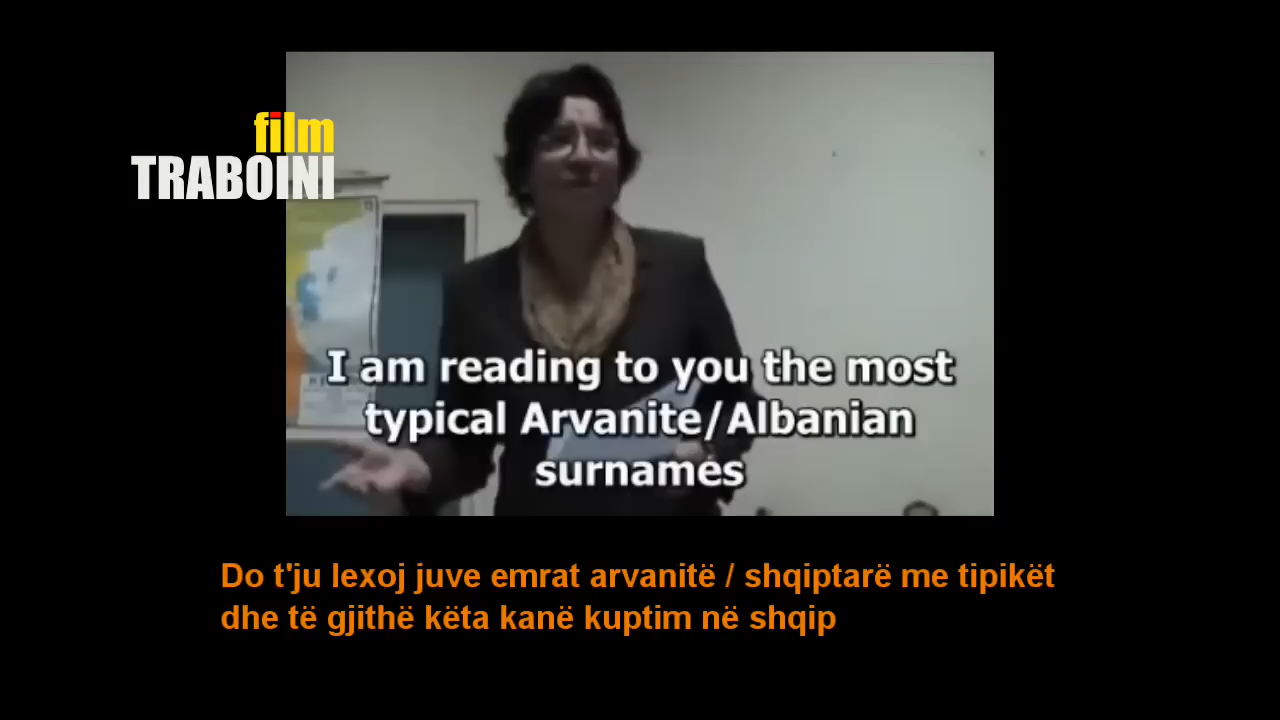 film
TRABOINI
I am reading to you the most
typical Arvanite/Albanian
surnames
Do t'ju lexoj juve emrat arvanitë / shqiptarë me tipikët
dhe të gjithë këta kanë kuptim në shqip